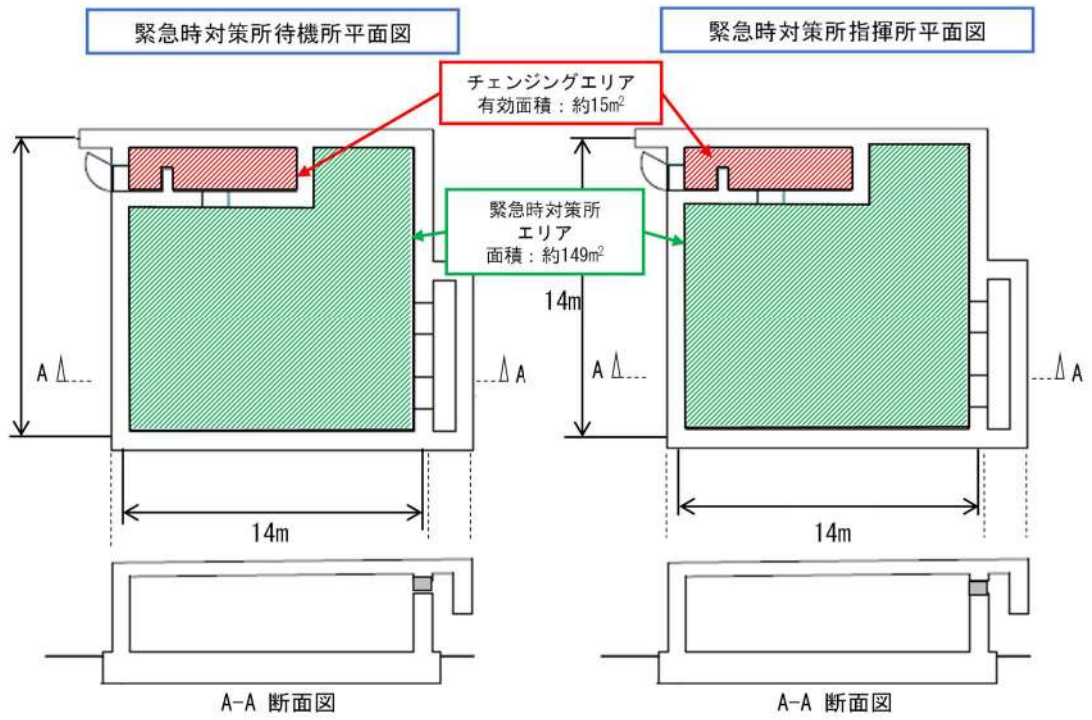 緊急時対策所待機所平面図
緊急時対策所指揮所平面図
チェンジングエリア
有効面積：約15m²
緊急時対策所
エリア
面積：約149m²
14m
A
A
A
A
14m
14m
A-A 断面図
A-A 断面図